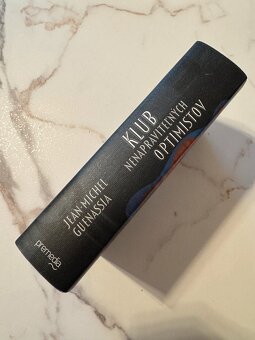 JEAN-MICHEL
GUENASSIA
KLUB
NENAPRAVITEĽNÝCH
OPTIMISTOV
premedia